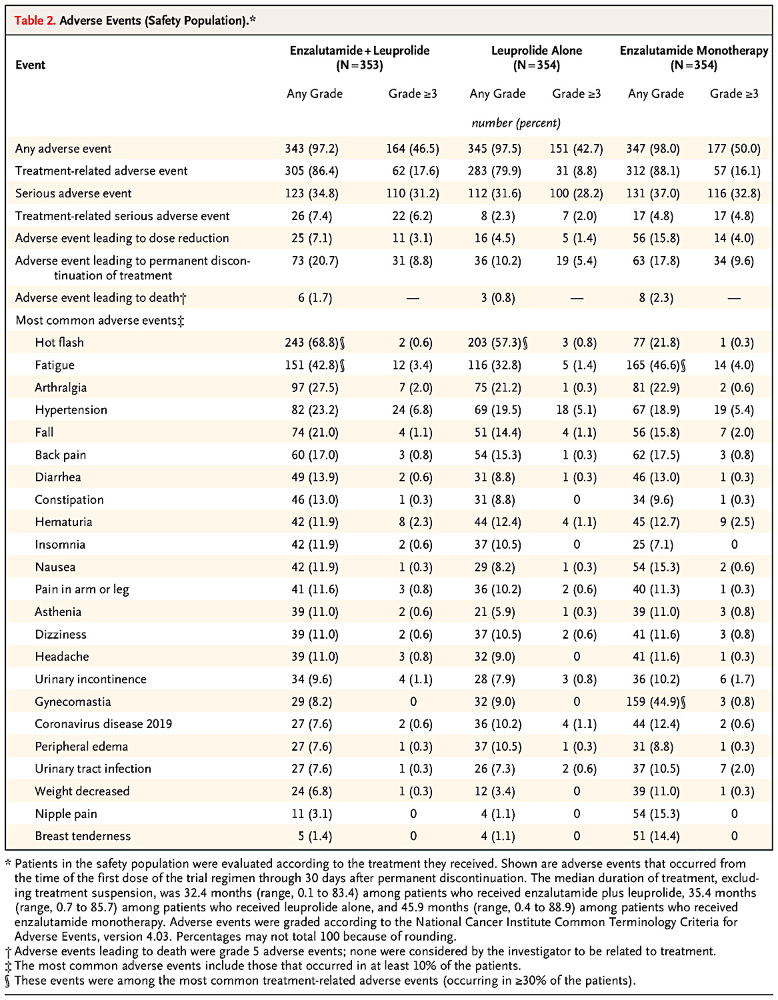 Table 2. Adverse Events (Safety Population).*
Event Enzalutamide + Leuprolide (N=353) Leuprolide Alone (N=354) Enzalutamide Monotherapy (N=354)
Any Grade Grade ≥3 Any Grade Grade ≥3 Any Grade Grade ≥3
number (percent)
Any adverse event 343 (97.2) 164 (46.5) 345 (97.5) 151 (42.7) 347 (98.0) 177 (50.0)
Treatment-related adverse event 305 (86.4) 62 (17.6) 283 (79.9) 31 (8.8) 312 (88.1) 57 (16.1)
Serious adverse event 123 (34.8) 110 (31.2) 112 (31.6) 100 (28.2) 131 (37.0) 116 (32.8)
Treatment-related serious adverse event 26 (7.4) 22 (6.2) 8 (2.3) 7 (2.0) 17 (4.8) 17 (4.8)
Adverse event leading to dose reduction 25 (7.1) 11 (3.1) 16 (4.5) 5 (1.4) 56 (15.8) 14 (4.0)
Adverse event leading to permanent discon- 73 (20.7) 31 (8.8) 36 (10.2) 19 (5.4) 63 (17.8) 34 (9.6)
tinuation of treatment
Adverse event leading to death† 6 (1.7) — 3 (0.8) — 8 (2.3) —
Most common adverse events‡
Hot flash 243 (68.8)§ 2 (0.6) 203 (57.3)§ 3 (0.8) 77 (21.8) 1 (0.3)
Fatigue 151 (42.8)§ 12 (3.4) 116 (32.8) 5 (1.4) 165 (46.6)§ 14 (4.0)
Arthralgia 97 (27.5) 7 (2.0) 75 (21.2) 1 (0.3) 81 (22.9) 2 (0.6)
Hypertension 82 (23.2) 24 (6.8) 69 (19.5) 18 (5.1) 67 (18.9) 19 (5.4)
Fall 74 (21.0) 4 (1.1) 51 (14.4) 4 (1.1) 56 (15.8) 7 (2.0)
Back pain 60 (17.0) 3 (0.8) 54 (15.3) 1 (0.3) 62 (17.5) 3 (0.8)
Diarrhea 49 (13.9) 2 (0.6) 31 (8.8) 1 (0.3) 46 (13.0) 1 (0.3)
Constipation 46 (13.0) 1 (0.3) 31 (8.8) 0 34 (9.6) 1 (0.3)
Hematuria 42 (11.9) 8 (2.3) 44 (12.4) 4 (1.1) 45 (12.7) 9 (2.5)
Insomnia 42 (11.9) 2 (0.6) 37 (10.5) 0 25 (7.1) 0
Nausea 42 (11.9) 1 (0.3) 29 (8.2) 1 (0.3) 54 (15.3) 2 (0.6)
Pain in arm or leg 41 (11.6) 3 (0.8) 36 (10.2) 2 (0.6) 40 (11.3) 1 (0.3)
Asthenia 39 (11.0) 2 (0.6) 21 (5.9) 1 (0.3) 39 (11.0) 3 (0.8)
Dizziness 39 (11.0) 2 (0.6) 37 (10.5) 2 (0.6) 41 (11.6) 3 (0.8)
Headache 39 (11.0) 3 (0.8) 32 (9.0) 0 41 (11.6) 1 (0.3)
Urinary incontinence 34 (9.6) 4 (1.1) 28 (7.9) 3 (0.8) 36 (10.2) 6 (1.7)
Gynecomastia 29 (8.2) 0 32 (9.0) 0 159 (44.9)§ 3 (0.8)
Coronavirus disease 2019 27 (7.6) 2 (0.6) 36 (10.2) 4 (1.1) 44 (12.4) 2 (0.6)
Peripheral edema 27 (7.6) 1 (0.3) 37 (10.5) 1 (0.3) 31 (8.8) 1 (0.3)
Urinary tract infection 27 (7.6) 1 (0.3) 26 (7.3) 2 (0.6) 37 (10.5) 7 (2.0)
Weight decreased 24 (6.8) 1 (0.3) 12 (3.4) 0 39 (11.0) 1 (0.3)
Nipple pain 11 (3.1) 0 4 (1.1) 0 54 (15.3) 0
Breast tenderness 5 (1.4) 0 4 (1.1) 0 51 (14.4) 0
* Patients in the safety population were evaluated according to the treatment they received. Shown are adverse events that occurred from
the time of the first dose of the trial regimen through 30 days after permanent discontinuation. The median duration of treatment, exclud-
ing treatment suspension, was 32.4 months (range, 0.1 to 83.4) among patients who received enzalutamide plus leuprolide, 35.4 months
(range, 0.7 to 85.7) among patients who received leuprolide alone, and 45.9 months (range, 0.4 to 88.9) among patients who received
enzalutamide monotherapy. Adverse events were graded according to the National Cancer Institute Common Terminology Criteria for
Adverse Events, version 4.03. Percentages may not total 100 because of rounding.
† Adverse events leading to death were grade 5 adverse events; none were considered by the investigator to be related to treatment.
‡ The most common adverse events include those that occurred in at least 10% of the patients.
§ These events were among the most common treatment-related adverse events (occurring in ≥30% of the patients).